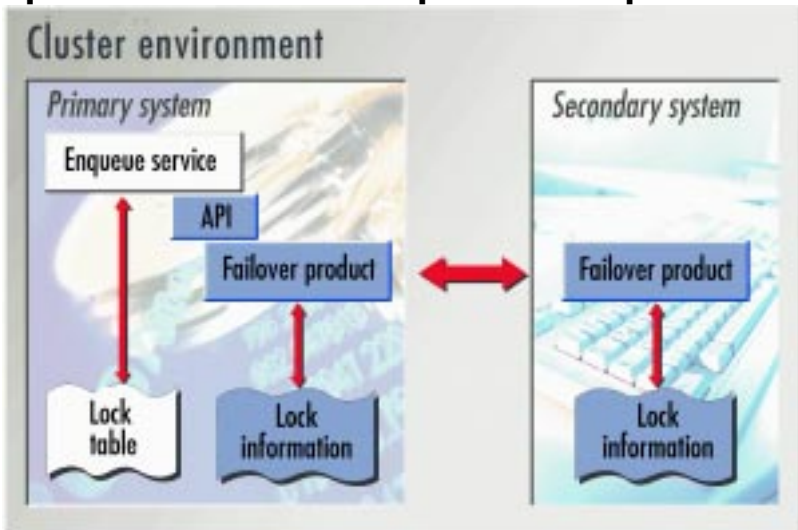 Cluster environment
Primary system
Enqueue service
API
Failover product
Lock
table
Lock
information
Secondary system
Failover product
Lock
information